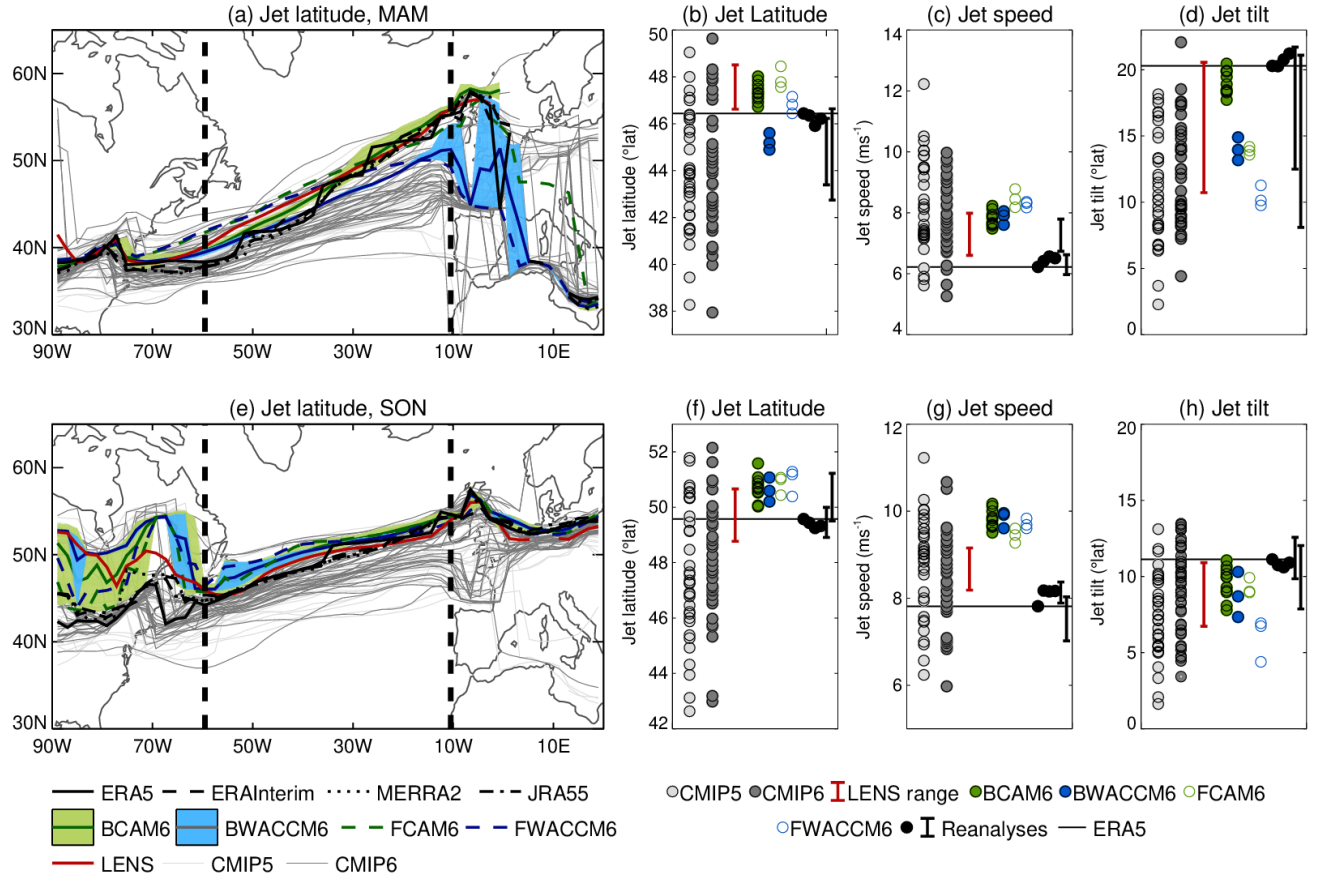 (a) Jet latitude, MAM
(b) Jet Latitude
(c) Jet speed
(d) Jet tilt
60N
50N
40N
30N
90W 70W 50W 30W 10W 10E
Jet latitude (°lat)
50
48
46
44
42
40
38
Jet speed (ms⁻¹)
14
12
10
8
6
4
Jet tilt (°lat)
20
15
10
5
0
(e) Jet latitude, SON
(f) Jet Latitude
(g) Jet speed
(h) Jet tilt
60N
50N
40N
30N
90W 70W 50W 30W 10W 10E
Jet latitude (°lat)
52
50
48
46
44
42
Jet speed (ms⁻¹)
12
10
8
6
Jet tilt (°lat)
20
15
10
5
0
ERA5 ERAInterim MERRA2 JRA55
BCAM6 BWACCM6 FCAM6 FWACCM6
LENS CMIP5 CMIP6
CMIP5 CMIP6 LENS range BCAM6 BWACCM6 FCAM6
FWACCM6 Reanalyses ERA5